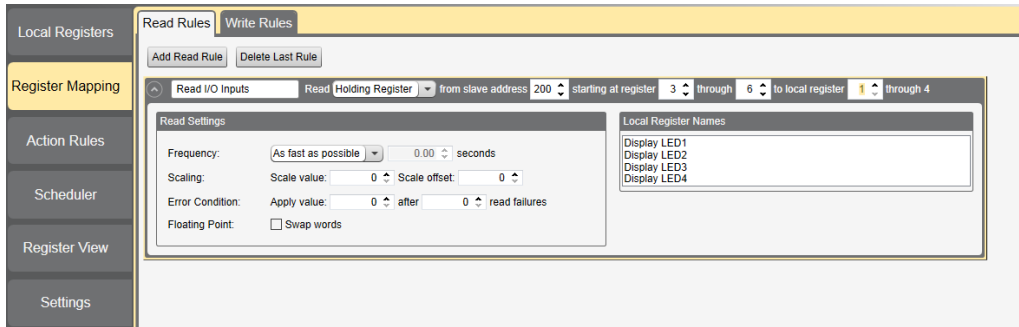 Local Registers
Register Mapping
Action Rules
Scheduler
Register View
Settings
Read Rules Write Rules
Add Read Rule Delete Last Rule
Read I/O Inputs Read Holding Register from slave address 200 starting at register 3 through 6 to local register 1 through 4
Read Settings
Frequency: As fast as possible 0.00 seconds
Scaling: Scale value: 0 Scale offset: 0
Error Condition: Apply value: 0 after 0 read failures
Floating Point: Swap words
Local Register Names
Display LED1
Display LED2
Display LED3
Display LED4